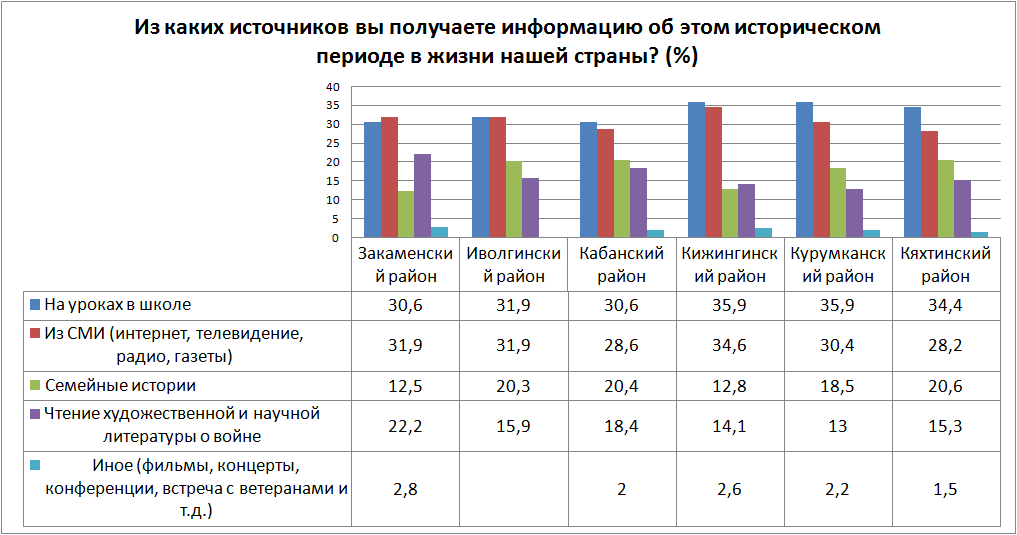 Из каких источников вы получаете информацию об этом историческом
периоде в жизни нашей страны? (%)
40
35
30
25
20
15
10
5
0
Закаменски Иволгински Кабанский Кижингинс Курумканс Кяхтинский
й район й район район кий район кий район район
На уроках в школе 30,6 31,9 30,6 35,9 35,9 34,4
Из СМИ (интернет, телевидение,
радио, газеты) 31,9 31,9 28,6 34,6 30,4 28,2
Семейные истории 12,5 20,3 20,4 12,8 18,5 20,6
Чтение художественной и научной
литературы о войне 22,2 15,9 18,4 14,1 13 15,3
Иное (фильмы, концерты,
конференции, встреча с ветеранами и 2,8 2 2,6 2,2 1,5
т.д.)